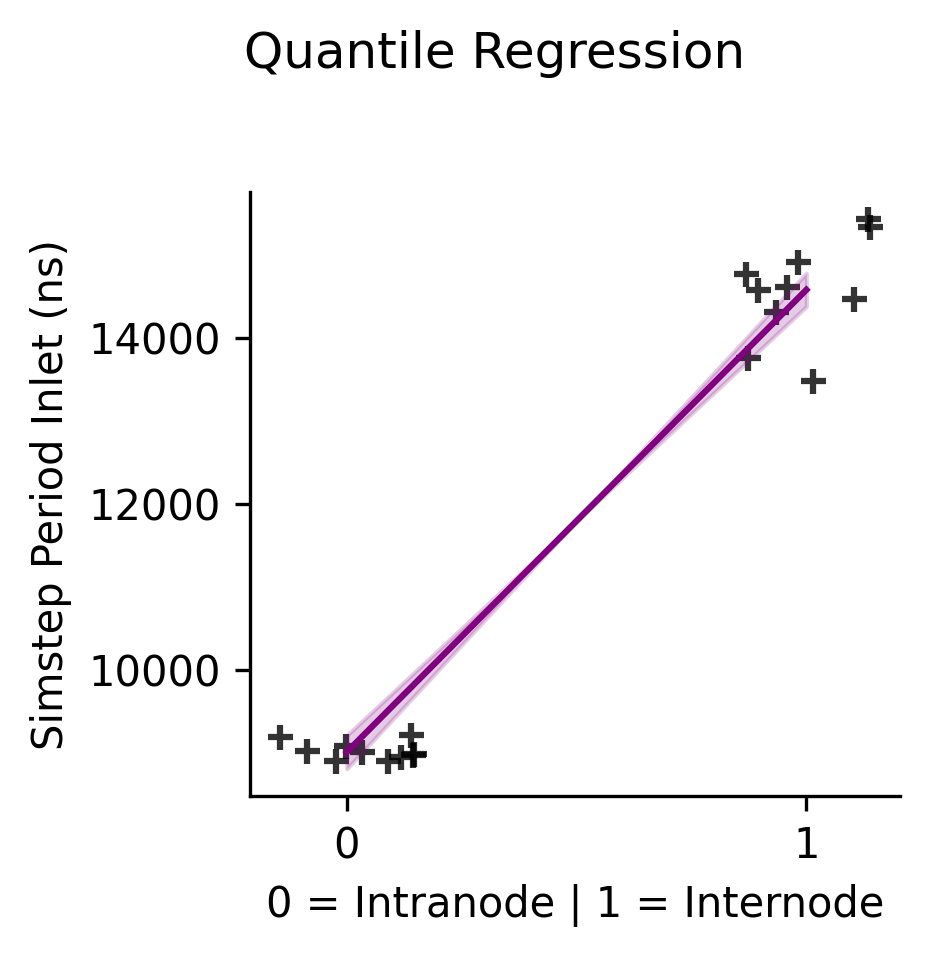 Quantile Regression
Simstep Period Inlet (ns)
14000
12000
10000
0 1
0 = Intranode | 1 = Internode